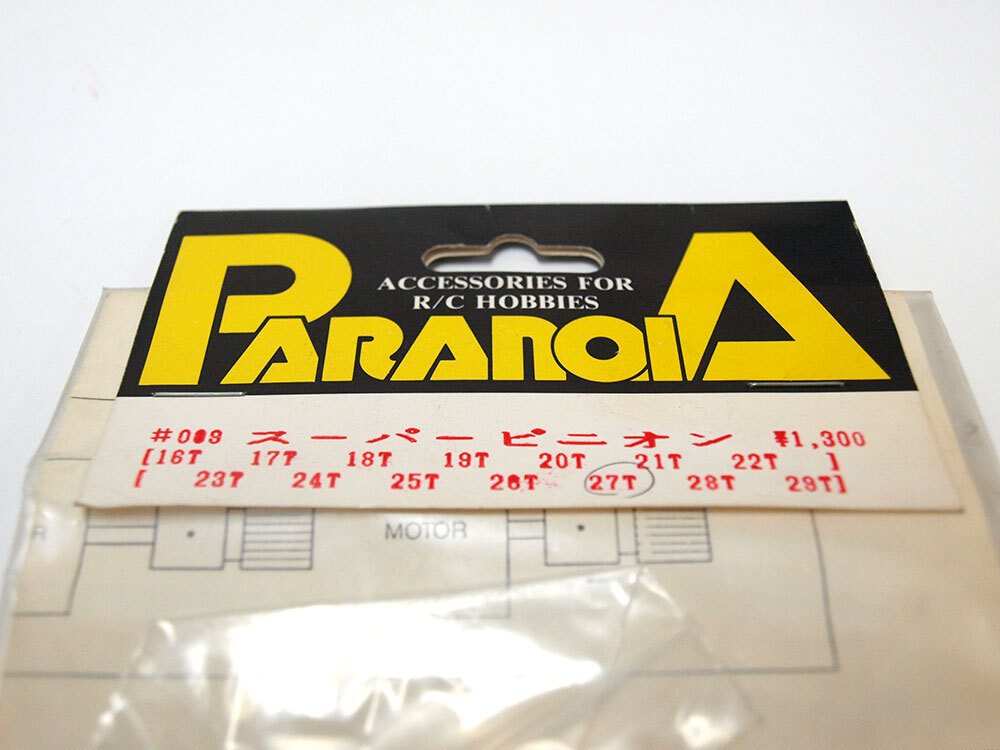 ACCESSORIES FOR
R/C HOBBIES
PARANOIA
#009 スーパーピニオン ¥1,300
[16T 17T 18T 19T 20T 21T 22T ]
[ 23T 24T 25T 26T 27T 28T 29T]
R MOTOR